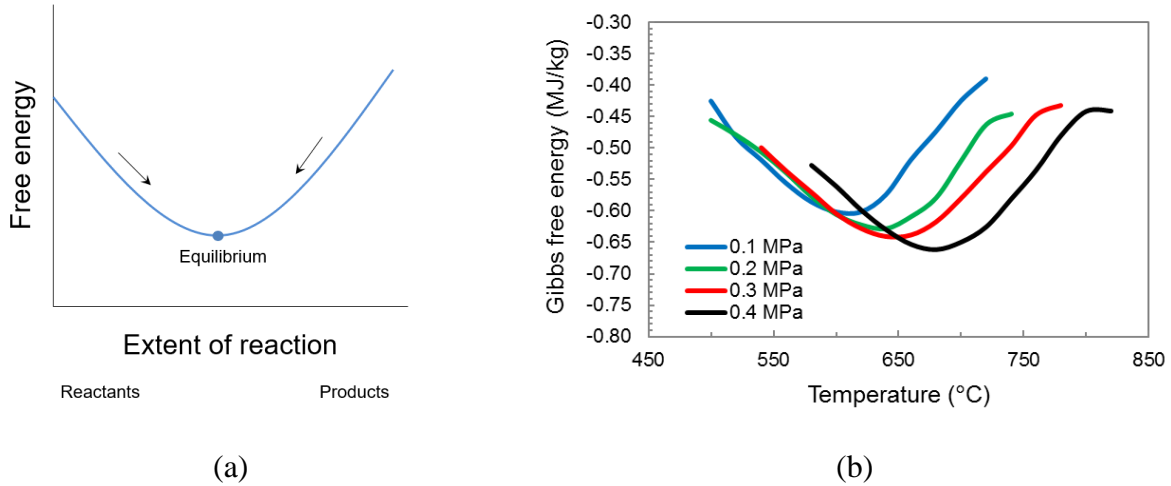 Free energy
Equilibrium
Extent of reaction
Reactants
Products
(a)
Gibbs free energy (MJ/kg)
-0.30
-0.35
-0.40
-0.45
-0.50
-0.55
-0.60
-0.65
-0.70
-0.75
-0.80
0.1 MPa
0.2 MPa
0.3 MPa
0.4 MPa
450
550
650
750
850
Temperature (°C)
(b)